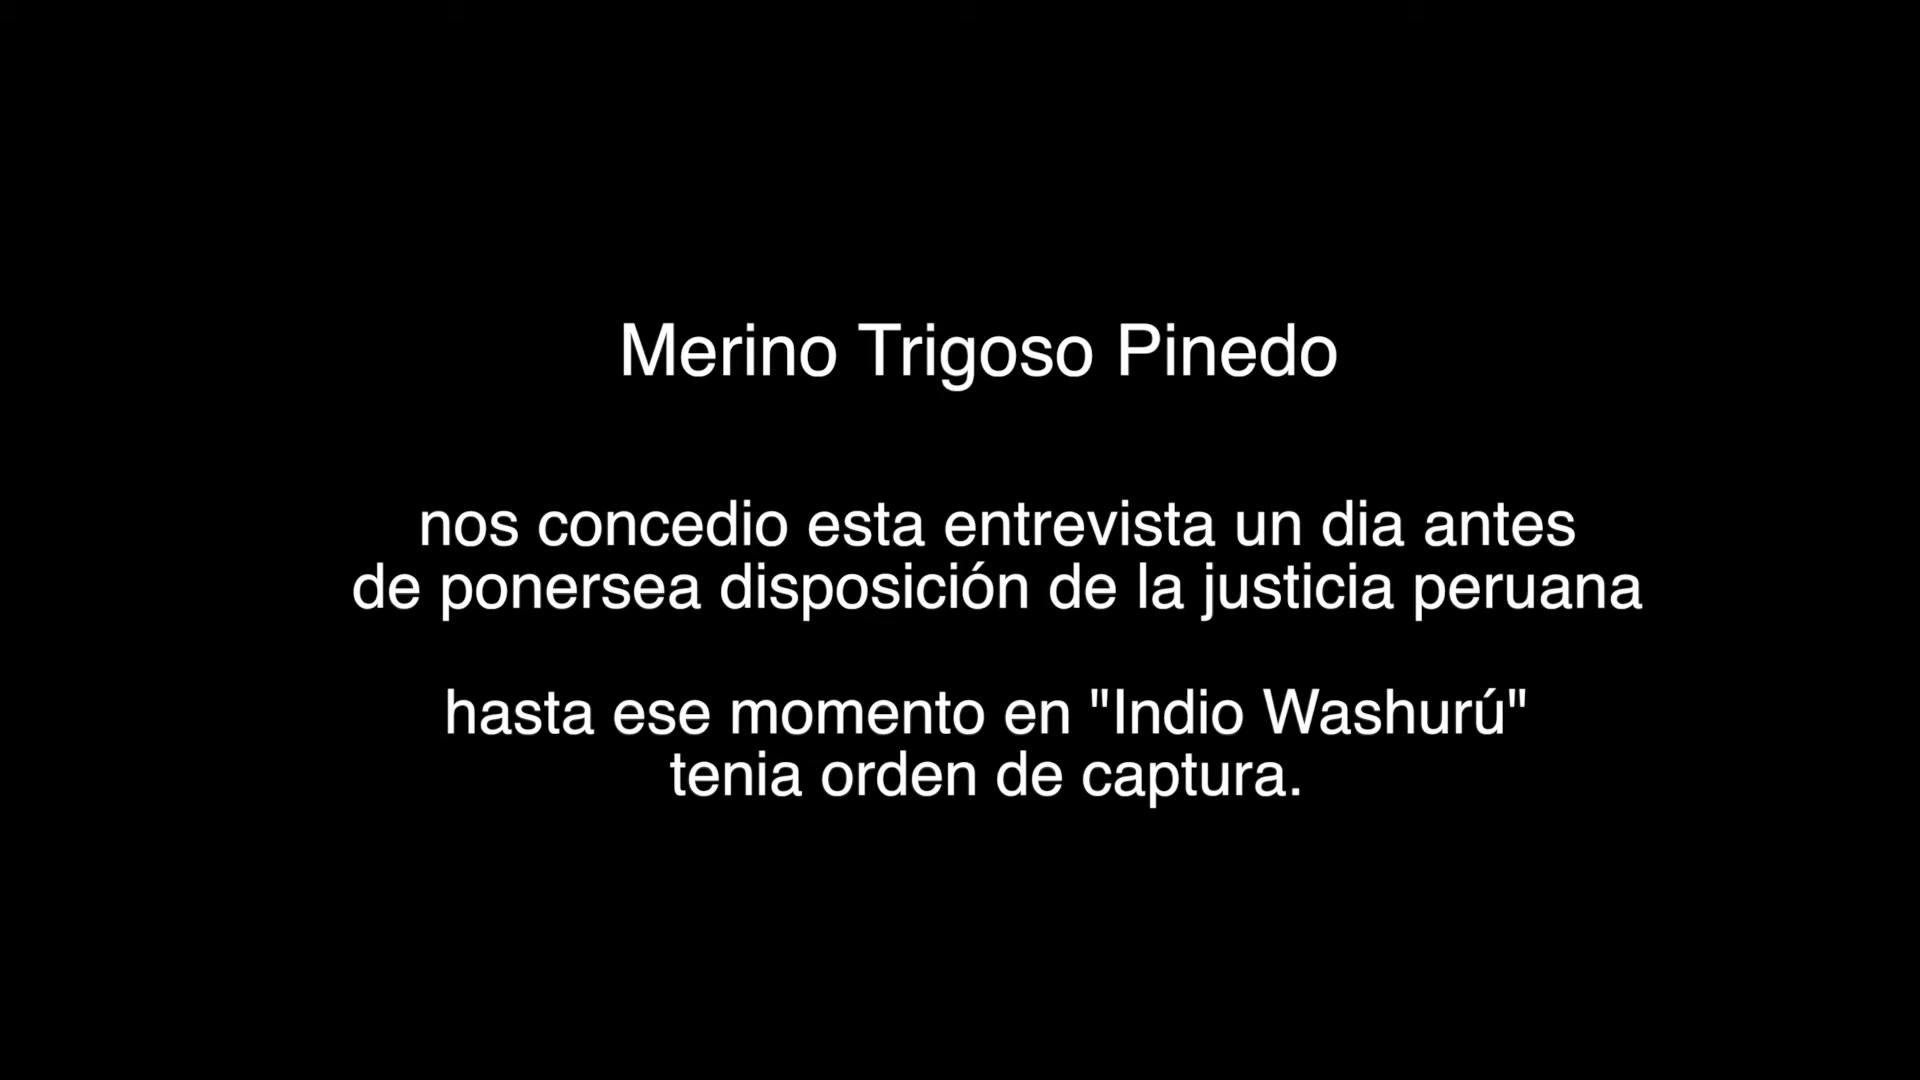 Merino Trigoso Pinedo
nos concedio esta entrevista un dia antes
de ponersea disposición de la justicia peruana
hasta ese momento en "Indio Washurú"
tenia orden de captura.